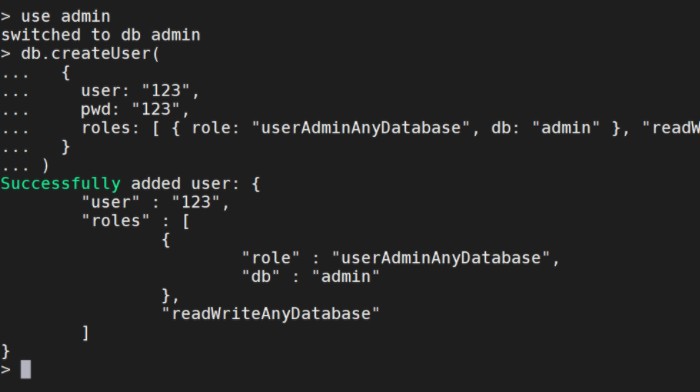 > use admin
switched to db admin
> db.createUser(
...   {
...     user: "123",
...     pwd: "123",
...     roles: [ { role: "userAdminAnyDatabase", db: "admin" }, "readW
...   }
... )
Successfully added user: {
        "user" : "123",
        "roles" : [
                {
                        "role" : "userAdminAnyDatabase",
                        "db" : "admin"
                },
                "readWriteAnyDatabase"
        ]
}
>